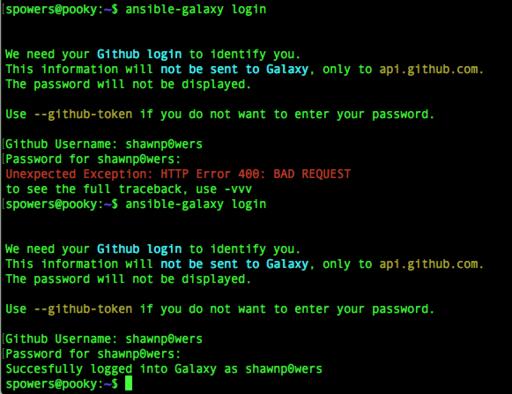 spowers@pooky:~$ ansible-galaxy login
We need your Github login to identify you.
This information will not be sent to Galaxy, only to api.github.com.
The password will not be displayed.
Use --github-token if you do not want to enter your password.
Github Username: shawnp0wers
Password for shawnp0wers:
Unexpected Exception: HTTP Error 400: BAD REQUEST
to see the full traceback, use -vvv
spowers@pooky:~$ ansible-galaxy login
We need your Github login to identify you.
This information will not be sent to Galaxy, only to api.github.com.
The password will not be displayed.
Use --github-token if you do not want to enter your password.
Github Username: shawnp0wers
Password for shawnp0wers:
Succesfully logged into Galaxy as shawnp0wers
spowers@pooky:~$